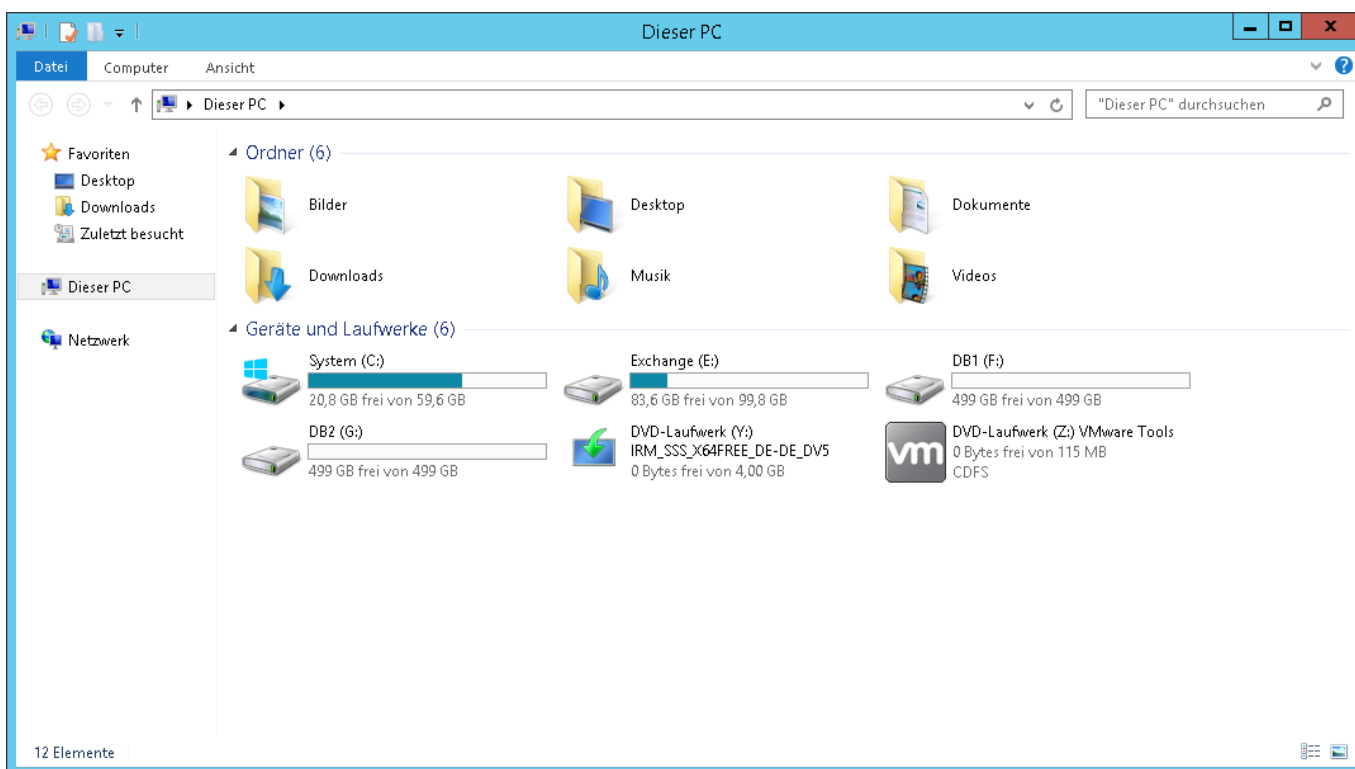 Dieser PC
Datei Computer Ansicht
Dieser PC "Dieser PC" durchsuchen
Favoriten
Desktop
Downloads
Zuletzt besucht
Dieser PC
Netzwerk
Ordner (6)
Bilder Desktop Dokumente
Downloads Musik Videos
Geräte und Laufwerke (6)
System (C:)
20,8 GB frei von 59,6 GB
Exchange (E:)
83,6 GB frei von 99,8 GB
DB1 (F:)
499 GB frei von 499 GB
DB2 (G:)
499 GB frei von 499 GB
DVD-Laufwerk (Y:)
IRM_SSS_X64FREE_DE-DE_DV5
0 Bytes frei von 4,00 GB
vm
DVD-Laufwerk (Z:) VMware Tools
0 Bytes frei von 115 MB
CDFS
12 Elemente